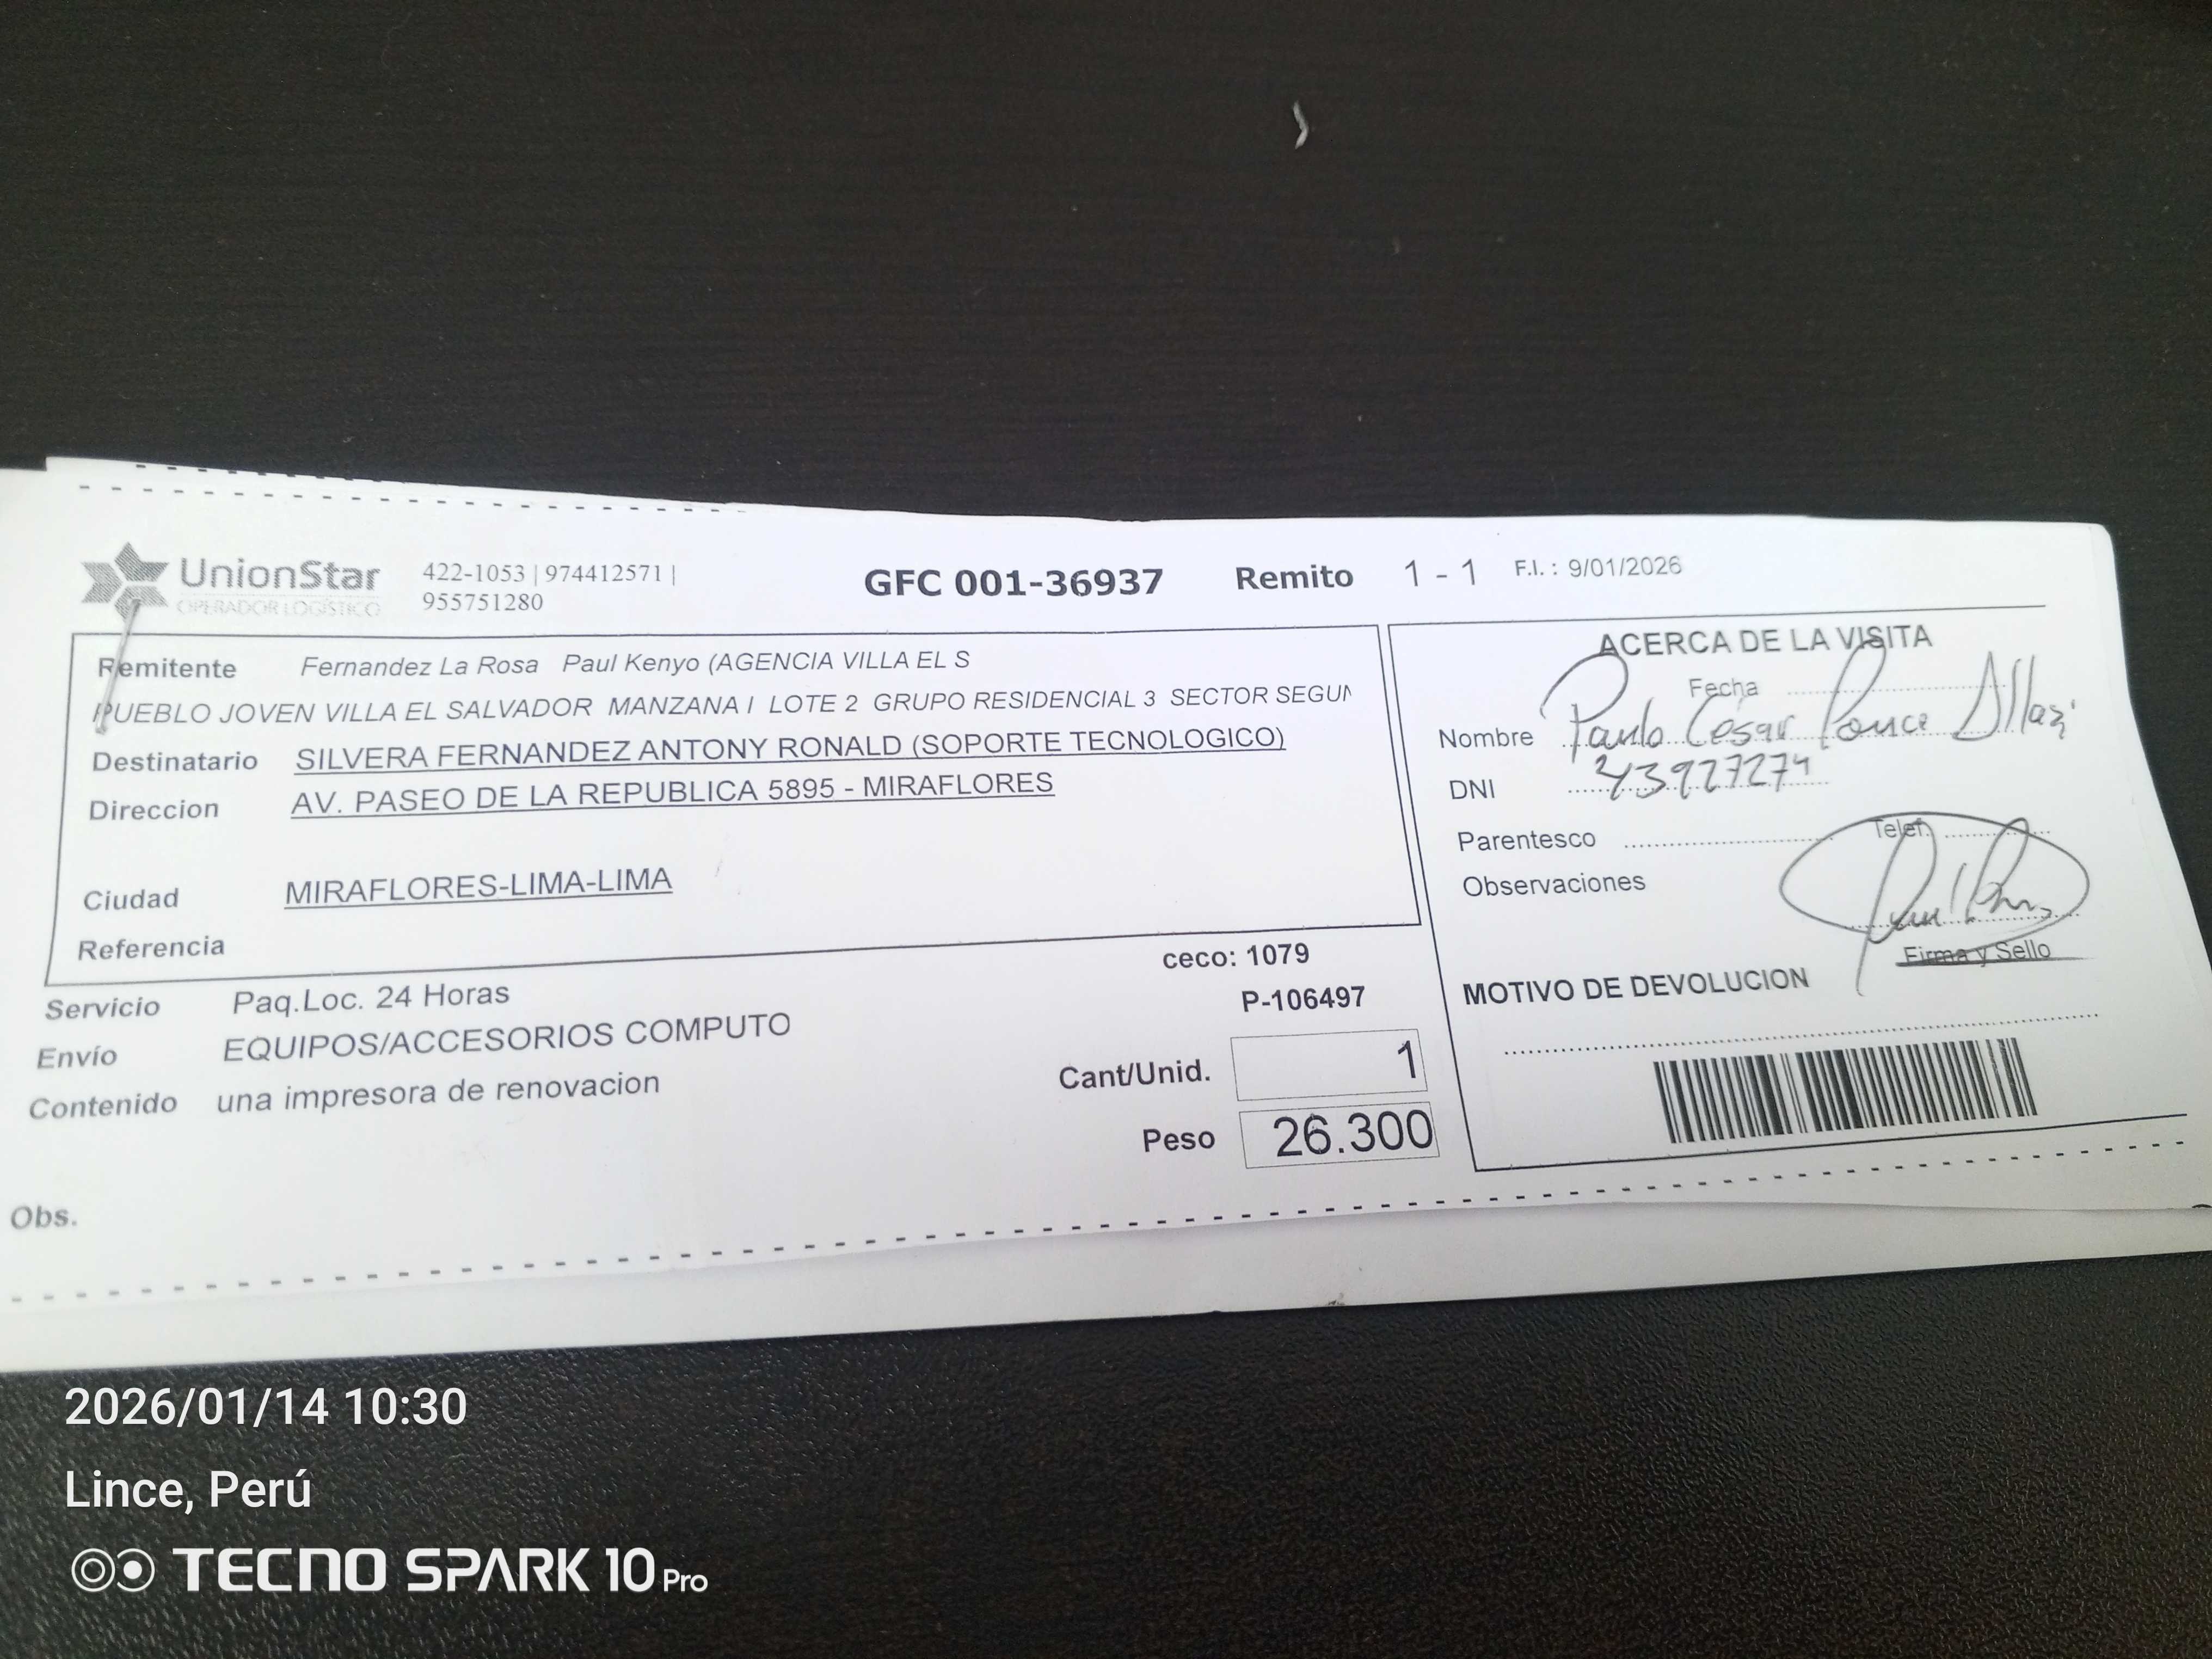 UnionStar
OPERADOR LOGÍSTICO
422-1053 | 974412571 |
955751280
GFC 001-36937 Remito 1 - 1 F.I. : 9/01/2026
Remitente Fernandez La Rosa Paul Kenyo (AGENCIA VILLA EL S
PUEBLO JOVEN VILLA EL SALVADOR MANZANA I LOTE 2 GRUPO RESIDENCIAL 3 SECTOR SEGUN
Destinatario SILVERA FERNANDEZ ANTONY RONALD (SOPORTE TECNOLOGICO)
Direccion AV. PASEO DE LA REPUBLICA 5895 - MIRAFLORES
Ciudad MIRAFLORES-LIMA-LIMA
Referencia
ceco: 1079
Servicio Paq.Loc. 24 Horas
P-106497
Envío EQUIPOS/ACCESORIOS COMPUTO
Cant/Unid. 1
Contenido una impresora de renovacion
Peso 26.300
Obs.
ACERCA DE LA VISITA
Fecha
Nombre Paulo Cesar Ponce
DNI 43927274
Parentesco Telef.
Observaciones
Firma y Sello
MOTIVO DE DEVOLUCION
2026/01/14 10:30
Lince, Perú
TECNO SPARK 10 Pro